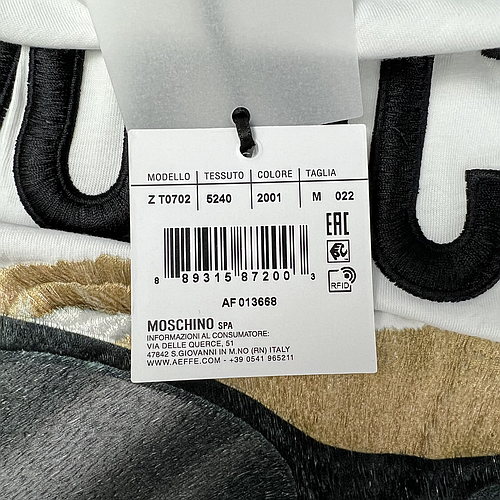 MODELLO TESSUTO COLORE TAGLIA
Z T0702 5240 2001 M 022
EAC
8 89315 87200 3
RFID
AF 013668
MOSCHINO SPA
INFORMAZIONI AL CONSUMATORE:
VIA DELLE QUERCE, 51
47842 S.GIOVANNI IN M.NO (RN) ITALY
WWW.AEFFE.COM - +39 0541 965211